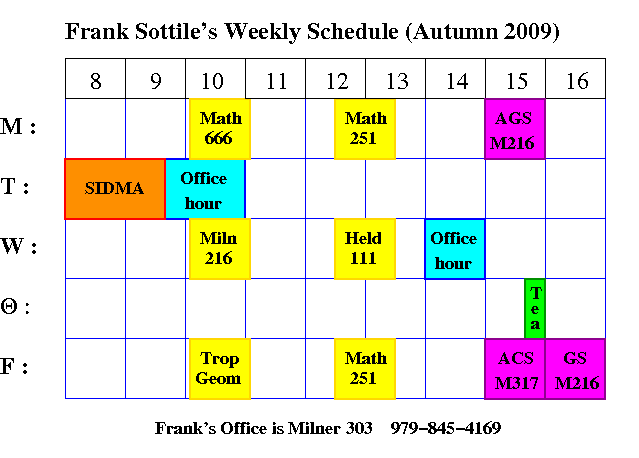 Frank Sottile's Weekly Schedule (Autumn 2009)
8 9 10 11 12 13 14 15 16
M : Math 666 Math 251 AGS M216
T : SIDMA Office hour
W : Miln 216 Held 111 Office hour
Θ : Tea
F : Trop Geom Math 251 ACS M317 GS M216
Frank's Office is Milner 303 979−845−4169